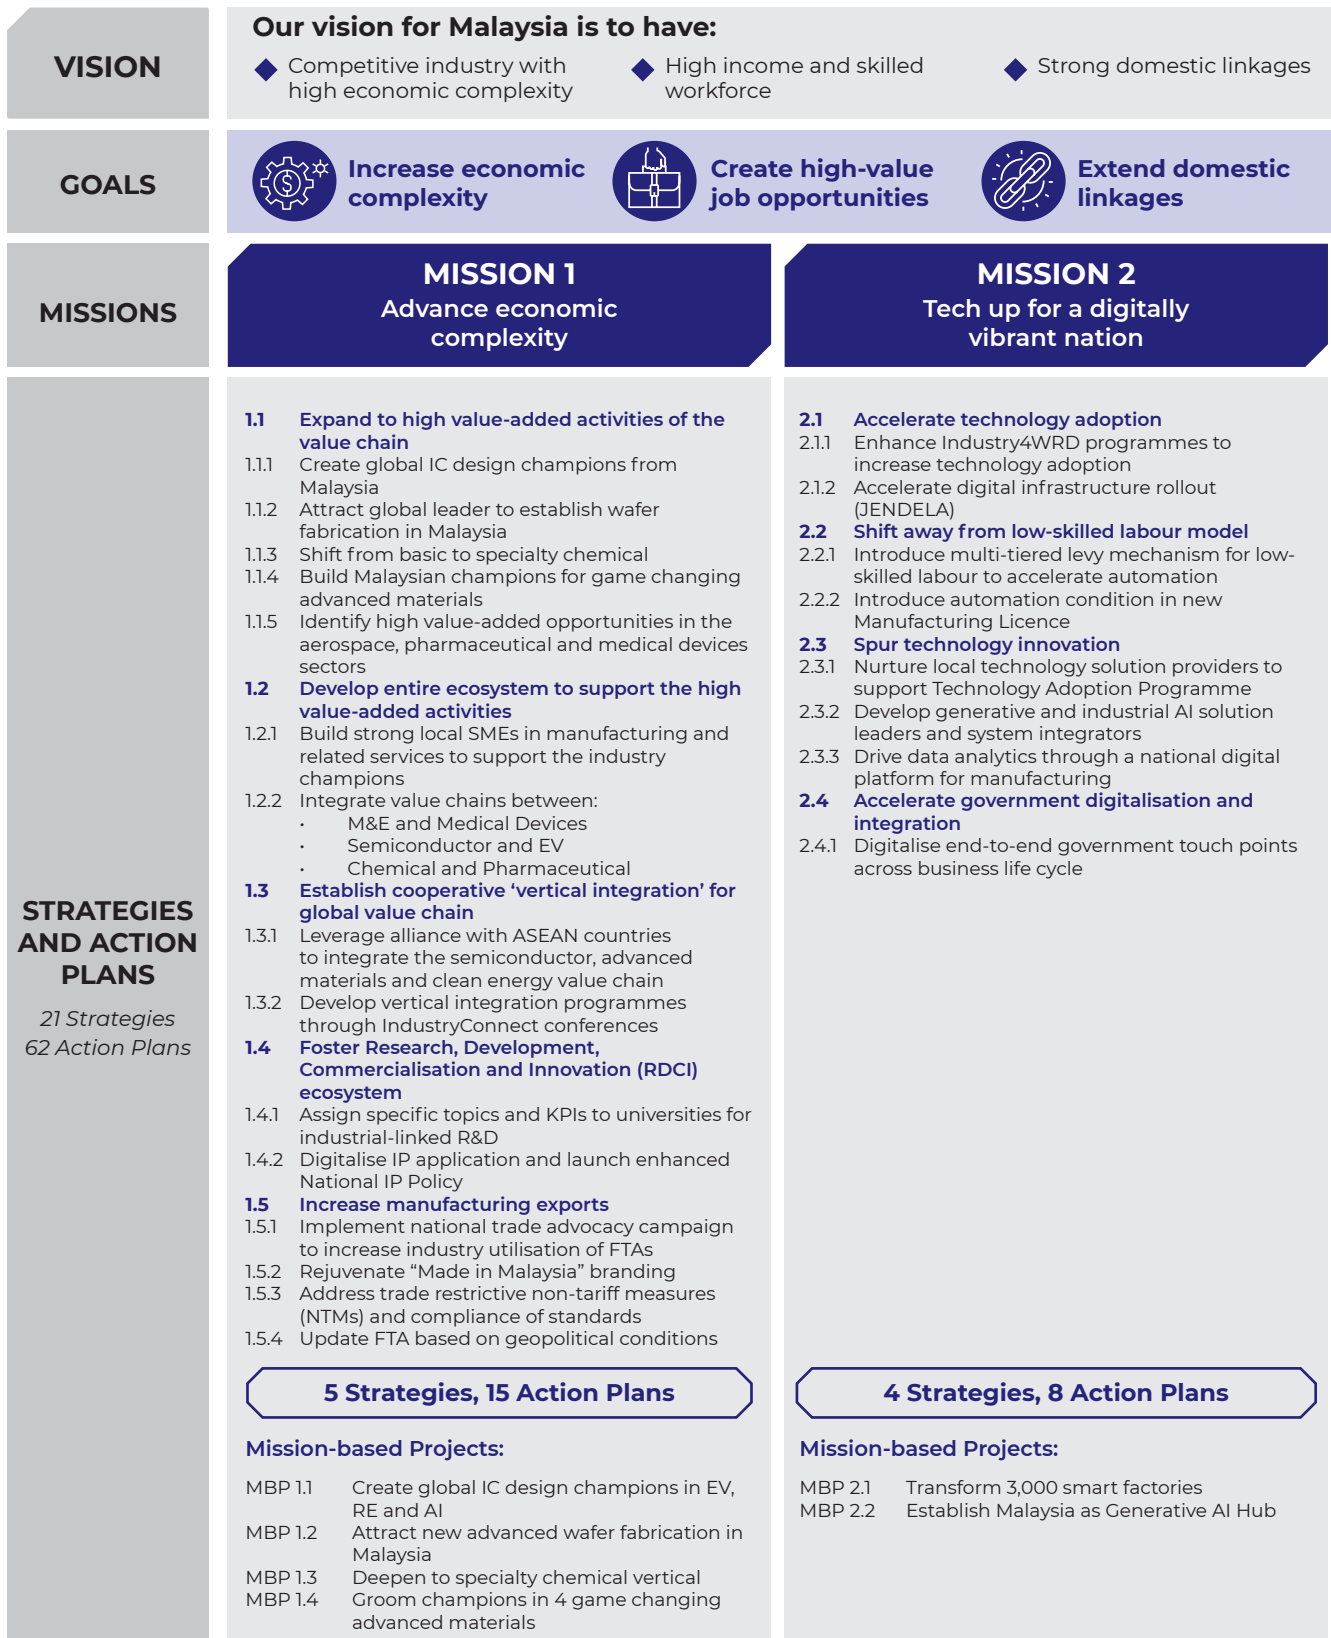 VISION
Our vision for Malaysia is to have:
◆ Competitive industry with
high economic complexity
◆ High income and skilled
workforce
◆ Strong domestic linkages
GOALS
Increase economic
complexity
Create high-value
job opportunities
Extend domestic
linkages
MISSIONS
MISSION 1
Advance economic
complexity
MISSION 2
Tech up for a digitally
vibrant nation
STRATEGIES
AND ACTION
PLANS
21 Strategies
62 Action Plans
1.1 Expand to high value-added activities of the
value chain
1.1.1 Create global IC design champions from
Malaysia
1.1.2 Attract global leader to establish wafer
fabrication in Malaysia
1.1.3 Shift from basic to specialty chemical
1.1.4 Build Malaysian champions for game changing
advanced materials
1.1.5 Identify high value-added opportunities in the
aerospace, pharmaceutical and medical devices
sectors
1.2 Develop entire ecosystem to support the high
value-added activities
1.2.1 Build strong local SMEs in manufacturing and
related services to support the industry
champions
1.2.2 Integrate value chains between:
• M&E and Medical Devices
• Semiconductor and EV
• Chemical and Pharmaceutical
1.3 Establish cooperative ‘vertical integration’ for
global value chain
1.3.1 Leverage alliance with ASEAN countries
to integrate the semiconductor, advanced
materials and clean energy value chain
1.3.2 Develop vertical integration programmes
through IndustryConnect conferences
1.4 Foster Research, Development,
Commercialisation and Innovation (RDCI)
ecosystem
1.4.1 Assign specific topics and KPIs to universities for
industrial-linked R&D
1.4.2 Digitalise IP application and launch enhanced
National IP Policy
1.5 Increase manufacturing exports
1.5.1 Implement national trade advocacy campaign
to increase industry utilisation of FTAs
1.5.2 Rejuvenate “Made in Malaysia” branding
1.5.3 Address trade restrictive non-tariff measures
(NTMs) and compliance of standards
1.5.4 Update FTA based on geopolitical conditions
5 Strategies, 15 Action Plans
Mission-based Projects:
MBP 1.1 Create global IC design champions in EV,
RE and AI
MBP 1.2 Attract new advanced wafer fabrication in
Malaysia
MBP 1.3 Deepen to specialty chemical vertical
MBP 1.4 Groom champions in 4 game changing
advanced materials
2.1 Accelerate technology adoption
2.1.1 Enhance Industry4WRD programmes to
increase technology adoption
2.1.2 Accelerate digital infrastructure rollout
(JENDELA)
2.2 Shift away from low-skilled labour model
2.2.1 Introduce multi-tiered levy mechanism for low-
skilled labour to accelerate automation
2.2.2 Introduce automation condition in new
Manufacturing Licence
2.3 Spur technology innovation
2.3.1 Nurture local technology solution providers to
support Technology Adoption Programme
2.3.2 Develop generative and industrial AI solution
leaders and system integrators
2.3.3 Drive data analytics through a national digital
platform for manufacturing
2.4 Accelerate government digitalisation and
integration
2.4.1 Digitalise end-to-end government touch points
across business life cycle
4 Strategies, 8 Action Plans
Mission-based Projects:
MBP 2.1 Transform 3,000 smart factories
MBP 2.2 Establish Malaysia as Generative AI Hub